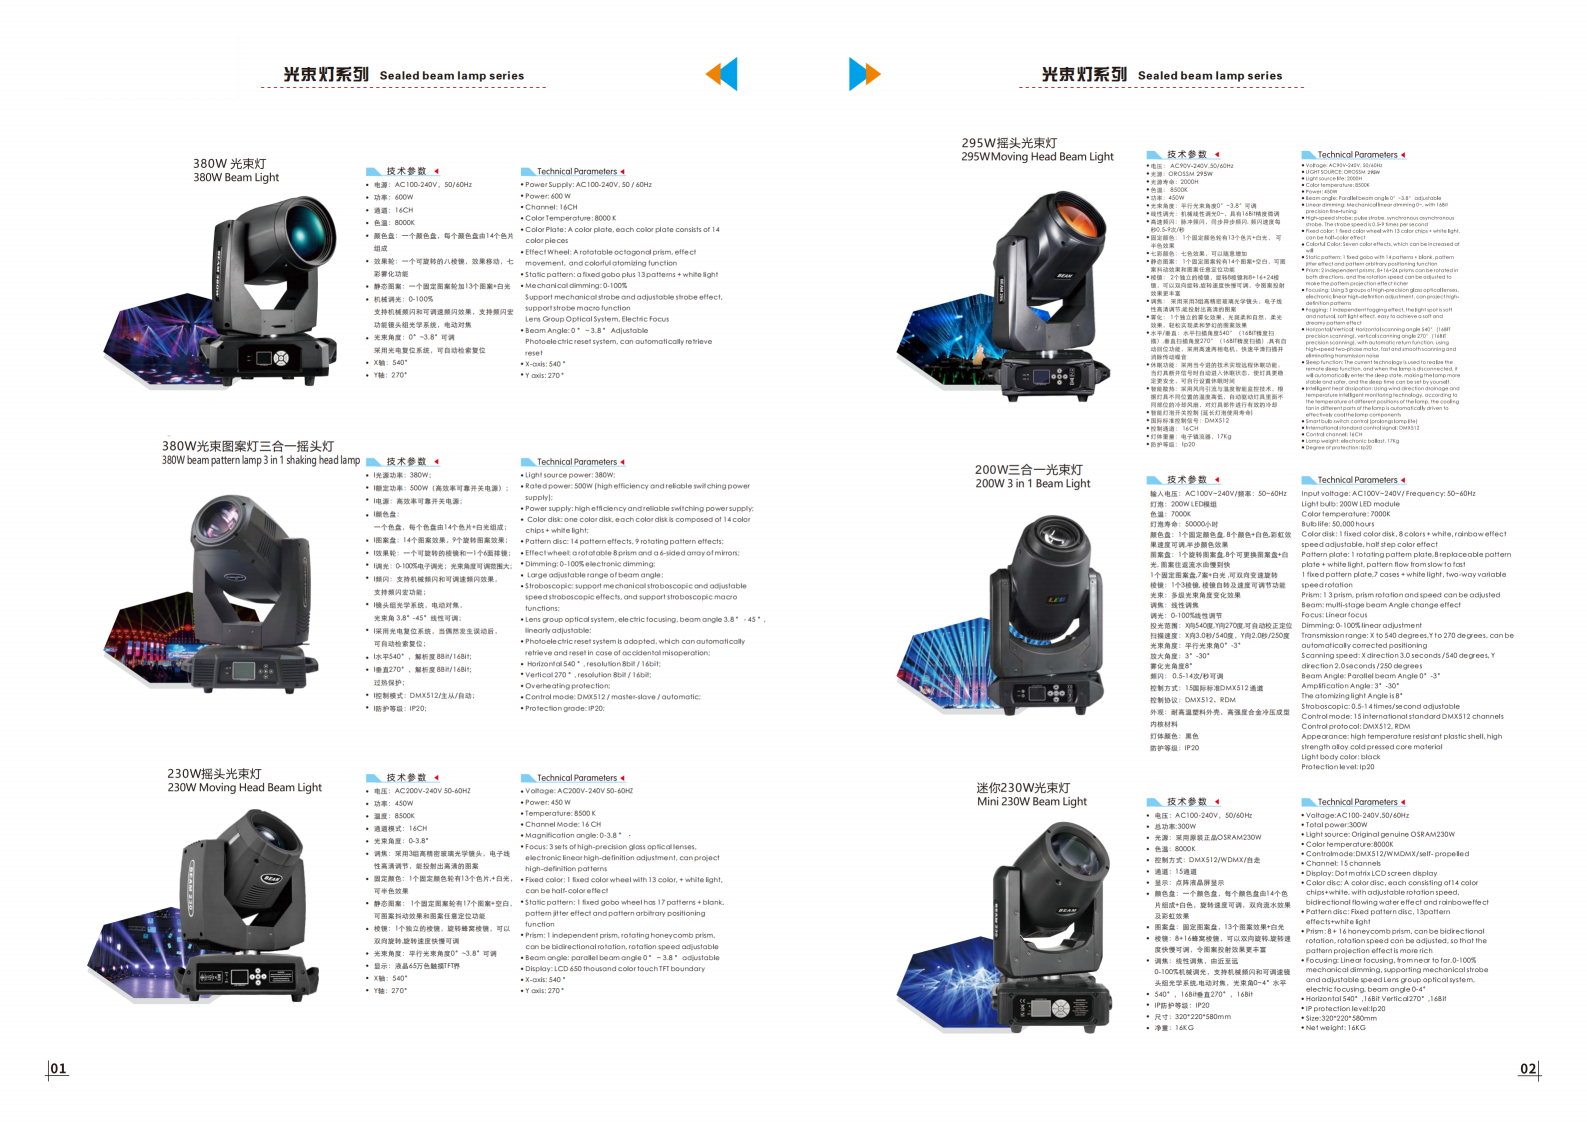 光束灯系列 Sealed beam lamp series
380W 光束灯
380W Beam Light
技术参数
电源：AC100-240V，50/60Hz
功率：600W
通道：16CH
色温：8000K
颜色盘：一个颜色盘，每个颜色盘由14个色片
组成
效果轮：一个可旋转的八棱镜，效果移动，七
彩雾化功能
静态图案：一个固定图案轮加13个图案+白光
机械调光：0-100%
支持机械频闪和可调速频闪效果，支持频闪宏
功能镜头组光学系统，电动对焦
光束角度：0°-3.8°可调
采用光电复位系统，可自动检索复位
X轴：540°
Y轴：270°
Technical Parameters
Power Supply: AC100-240V, 50 / 60Hz
Power: 600 W
Channel: 16CH
Color Temperature: 8000 K
Color Plate: A color plate, each color plate consists of 14
color pieces
Effect Wheel: A rotatable octagonal prism, effect
movement, and colorful atomizing function
Static pattern: a fixed gobo plus 13 patterns + white light
Mechanical dimming: 0-100%
Support mechanical strobe and adjustable strobe effect,
support strobe macro function
Lens Group Optical System, Electric Focus
Beam Angle: 0 ° ~ 3.8 ° Adjustable
Photoelectric reset system, can automatically retrieve
reset
X-axis: 540 °
Y axis: 270 °
380W光束图案灯三合一摇头灯
380W beam pattern lamp 3 in 1 shaking head lamp
技术参数
l光源功率：380W；
l额定功率：500W（高效率可靠开关电源）；
l电源：高效率可靠开关电源；
l颜色盘：
一个色盘，每个色盘由14个色片+白光组成；
l图案盘：14个图案效果，9个旋转图案效果；
l效果轮：一个可旋转的棱镜和一1个6面排镜；
l调光：0-100%电子调光；光束角度可调范围大；
l频闪：支持机械频闪和可调速频闪效果，
支持频闪宏功能；
l镜头组光学系统，电动对焦，
光束角 3.8°-45°线性可调；
l采用光电复位系统，当偶然发生误动后，
可自动检索复位；
l水平540°，解析度 8Bit/16Bit；
l垂直270°，解析度 8Bit/16Bit；
过热保护；
l控制模式：DMX512/主从/自动；
l防护等级：IP20；
Technical Parameters
Light source power: 380W;
Rated power: 500W (high efficiency and reliable switching power
supply);
Power supply: high efficiency and reliable switching power supply;
Color disk: one color disk, each color disk is composed of 14 color
chips + white light;
Pattern disc: 14 pattern effects, 9 rotating pattern effects;
Effect wheel: a rotatable 8 prism and a 6-sided array of mirrors;
Dimming: 0-100% electronic dimming;
Large adjustable range of beam angle;
Stroboscopic: support mechanical stroboscopic and adjustable
speed stroboscopic effects, and support stroboscopic macro
functions;
Lens group optical system, electric focusing, beam angle 3.8 ° - 45 °,
linearly adjustable;
Photoelectric reset system is adopted, which can automatically
retrieve and reset in case of accidental misoperation;
Horizontal 540 °, resolution 8bit / 16bit;
Vertical 270 °, resolution 8bit / 16bit;
Overheating protection;
Control mode: DMX512 / master-slave / automatic;
Protection grade: IP20;
230W摇头光束灯
230W Moving Head Beam Light
技术参数
电压：AC200V-240V 50-60HZ
功率：450W
温度：8500K
通道模式：16CH
光束角度：0-3.8°
调焦：采用3组高精密玻璃光学镜头，电子线
性高清调节，能投射出高清的图案
固定颜色：1个固定颜色轮有13个色片,+白光，
可半色效果
静态图案： 1个固定图案轮有17个图案+空白，
可图案抖动效果和图案任意定位功能
棱镜：1个独立的棱镜，旋转蜂窝棱镜，可以
双向旋转,旋转速度快慢可调
光束角度：平行光束角度0°~3.8°可调
显示：液晶65万色触摸TFT界
X轴：540°
Y轴：270°
Technical Parameters
Voltage: AC200V-240V 50-60HZ
Power: 450 W
Temperature: 8500 K
Channel Mode: 16 CH
Magnification angle: 0-3.8 °
Focus: 3 sets of high-precision glass optical lenses,
electronic linear high-definition adjustment, can project
high-definition patterns
Fixed color: 1 fixed color wheel with 13 color, + white light,
can be half-color effect
Static pattern: 1 fixed gobo wheel has 17 patterns + blank,
pattern jitter effect and pattern arbitrary positioning
function
Prism: 1 independent prism, rotating honeycomb prism,
can be bidirectional rotation, rotation speed adjustable
Beam angle: parallel beam angle 0 ° ~ 3.8 ° adjustable
Display: LCD 650 thousand color touch TFT boundary
X-axis: 540 °
Y axis: 270 °
01
光束灯系列 Sealed beam lamp series
295W摇头光束灯
295W Moving Head Beam Light
技术参数
电压： AC90V-240V,50/60Hz
光源：OROSSM 295W
光源寿命：2000H
色温： 8500K
功率：450W
光束角度：平行光束角度0°~3.8°可调
线性调光：机械线性调光0~，具有16Bit精度微调
高速频闪：脉冲频闪，同步异步频闪, 频闪速度每
秒0.5-9次/秒
固定颜色： 1个固定颜色轮有13个色片+白光， 可
半色效果
七彩颜色：七色效果，可以随意增加
静态图案： 1个固定图案轮有14个图案+空白，可图
案抖动效果和图案任意定位功能
棱镜： 2个独立的棱镜，旋转8棱镜和8+16+24棱
镜，可以双向旋转,旋转速度快慢可调，令图案投射
效果更丰富
调焦： 采用采用3组高精密玻璃光学镜头，电子线
性高清调节,能投射出高清的图案
雾化： 1个独立的雾化效果，光斑柔和自然，柔光
效果，轻松实现柔和梦幻的图案效果
水平/垂直：水平扫描角度540°（16BIT精度扫
描）.垂直扫描角度270°（16BIT精度扫描）,具有自
动回位功能，采用高速两相电机，快速平滑扫描并
消除传动噪音
休眠功能：采用当今进的技术实现远程休眠功能，
当灯具断开信号时自动进入休眠状态，使灯具更稳
定更安全，可自行设置休眠时间
智能散热：采用风向引流与温度智能监控技术，根
据灯具不同位置的温度高低，自动驱动灯具里面不
同部位的冷却风扇，对灯具部件进行有效的冷却
智能灯泡开关控制 (延长灯泡使用寿命)
国际标准控制信号：DMX512
控制通道： 16CH
灯体重量：电子镇流器，17Kg
防护等级： Ip20
Technical Parameters
Voltage: AC90V-240V, 50/60Hz
LIGHT SOURCE: OROSSM 295W
Light source life: 2000H
Color temperature: 8500K
Power: 450W
Beam angle: Parallel beam angle 0° ~3.8° adjustable
Linear dimming: Mechanical linear dimming 0~, with 16Bit
precision fine-tuning
High-speed strobe: pulse strobe, synchronous asynchronous
strobe, The strobe speed is 0.5-9 times per second
Fixed color: 1 fixed color wheel with 13 color chips + white light,
can be half-color effect
Colorful Color: Seven color effects, which can be increased at
will
Static pattern: 1 fixed gobo with 14 patterns + blank, pattern
jitter effect and pattern arbitrary positioning function
Prism: 2 independent prisms, 8+16+24 prisms can be rotated in
both directions, and the rotation speed can be adjusted to
make the pattern projection effect richer
Focusing: Using 3 groups of high-precision glass optical lenses,
electronic linear high-definition adjustment, can project high-
definition patterns
Fogging: 1 independent fogging effect, the light spot is soft
and natural, soft light effect, easy to achieve a soft and
dreamy pattern effect
Horizontal/Vertical: Horizontal scanning angle 540° (16BIT
precision scanning), vertical scanning angle 270° (16BIT
precision scanning), with automatic return function, using
high-speed two-phase motor, fast and smooth scanning and
eliminating transmission noise
Sleep function: The current technology is used to realize the
remote sleep function, and when the lamp is disconnected, it
will automatically enter the sleep state, making the lamp more
stable and safer, and the sleep time can be set by yourself.
Intelligent heat dissipation: Using wind direction drainage and
temperature intelligent monitoring technology, according to
the temperature of different positions of the lamp, the cooling
fan in different parts of the lamp is automatically driven to
effectively cool the lamp components
Smart bulb switch control (prolongs lamp life)
International standard control signal: DMX512
Control channel: 16CH
Lamp weight: electronic ballast, 17Kg
Degree of protection: Ip20
200W三合一光束灯
200W 3 in 1 Beam Light
技术参数
输入电压：AC100V~240V/频率：50~60Hz
灯泡：200W LED模组
色温：7000K
灯泡寿命：50000小时
颜色盘：1个固定颜色盘,8个颜色+白色,彩虹效
果速度可调,半步颜色效果
图案盘：1个旋转图案盘,8个可更换图案盘+白
光, 图案往返流水由慢到快
1个固定图案盘,7案+白光 ,可双向变速旋转
棱镜：1个3棱镜, 棱镜自转及速度可调节功能
光束：多级光束角度变化效果
调焦：线性调焦
调光：0-100%线性调节
投光范围：X向540度,Y向270度,可自动校正定位
扫描速度：X向3.0秒/540度，Y向2.0秒/250度
光束角度：平行光束角0°-3°
放大角度：3°-30°
雾化光角度8°
频闪： 0.5-14次/秒可调
控制方式：15国际标准DMX512 通道
控制协议：DMX512、RDM
外观：耐高温塑料外壳，高强度合金冷压成型
内核材料
灯体颜色：黑色
防护等级：IP20
Technical Parameters
Input voltage: AC100V~240V/ Frequency: 50~60Hz
Light bulb: 200W LED module
Color temperature: 7000K
Bulb life: 50,000 hours
Color disk: 1 fixed color disk, 8 colors + white, rainbow effect
speed adjustable, half step color effect
Pattern plate: 1 rotating pattern plate,8 replaceable pattern
plate + white light, pattern flow from slow to fast
1 fixed pattern plate,7 cases + white light, two-way variable
speed rotation
Prism: 1 3 prism, prism rotation and speed can be adjusted
Beam: multi-stage beam Angle change effect
Focus: Linear focus
Dimming: 0- 100% linear adjustment
Transmission range: X to 540 degrees,Y to 270 degrees, can be
automatically corrected positioning
Scanning speed: X direction 3.0 seconds /540 degrees, Y
direction 2.0 seconds /250 degrees
Beam Angle: Parallel beam Angle 0°-3°
Amplification Angle: 3°-30°
The atomizing light Angle is 8°
Stroboscopic: 0.5-14 times/second adjustable
Control mode: 15 International standard DMX512 channels
Control protocol: DMX512, RDM
Appearance: high temperature resistant plastic shell, high
strength alloy cold pressed core material
Light body color: black
Protection level: Ip20
迷你230W光束灯
Mini 230W Beam Light
技术参数
电压：AC100-240V，50/60Hz
总功率:300W
光源：采用原装正品OSRAM230W
色温：8000K
控制方式：DMX512/WDMX/自走
通道：15通道
显示：点阵液晶屏显示
颜色盘：一个颜色盘，每个颜色盘由14个色
片组成+白色，旋转速度可调，双向流水效果
及彩虹效果
图案盘：固定图案盘，13个图案效果+白光
棱镜：8+16蜂窝棱镜，可以双向旋转,旋转速
度快慢可调，令图案投射效果更丰富
调焦：线性调焦，由近至远
0-100%机械调光，支持机械频闪和可调速镜
头组光学系统,电动对焦，光束角0~4°水平
540°，16Bit垂直270°，16Bit
IP防护等级：IP20
尺寸：320*220*580mm
净重：16KG
Technical Parameters
Voltage:AC100-240V,50/60Hz
Total power:300W
Light source: Original genuine OSRAM230W
Color temperature:8000K
Controlmode:DMX512/WMDMX/self- propelled
Channel: 15 channels
Display: Dot matrix LCD screen display
Color disc: A color disc, each consisting of 14 color
chips+white, with adjustable rotation speed,
bidirectional flowing water effect and rainboweffect
Pattern disc: Fixed pattern disc, 13pattern
effects+white light
Prism: 8 + 16 honeycomb prism, can be bidirectional
rotation, rotation speed can be adjusted, so that the
pattern projection effect is more rich
Focusing: Linear focusing, from near to far.0-100%
mechanical dimming, supporting mechanical strobe
and adjustable speed Lens group optical system,
electric focusing, beam angle 0-4°
Horizontal 540° ,16Bit Vertical270° ,16Bit
IP protection level:Ip20
Size:320*220*580mm
Net weight: 16KG
02